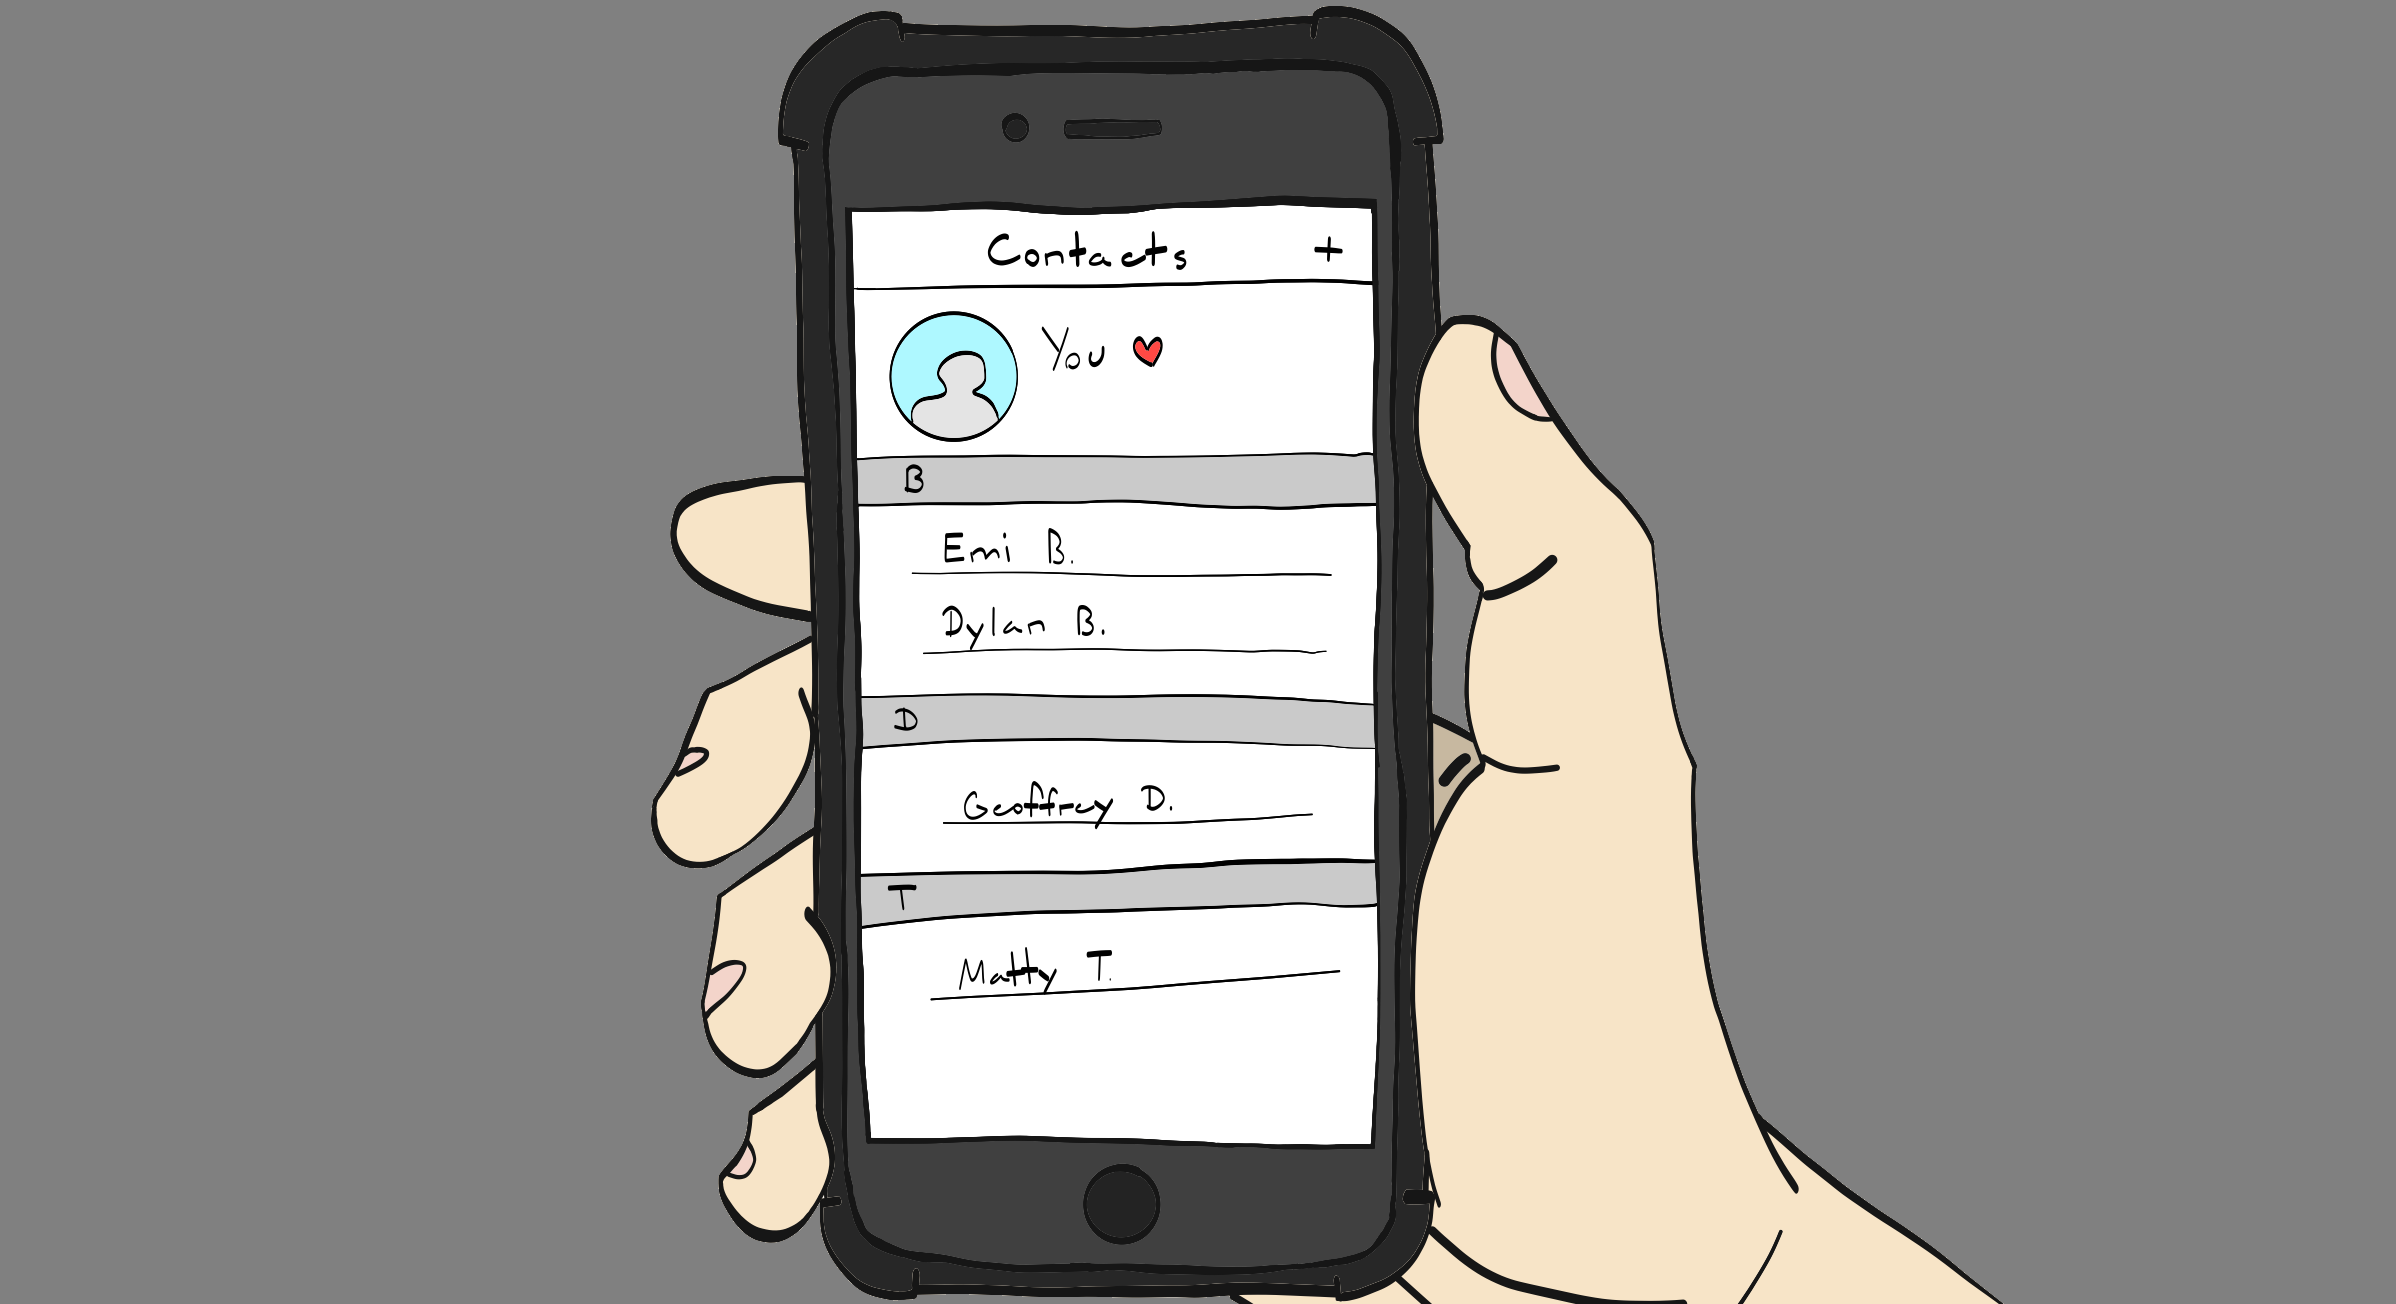 Contacts +
You ❤
B
Emi B.
Dylan B.
D
Geoffrey D.
T
Matty T.